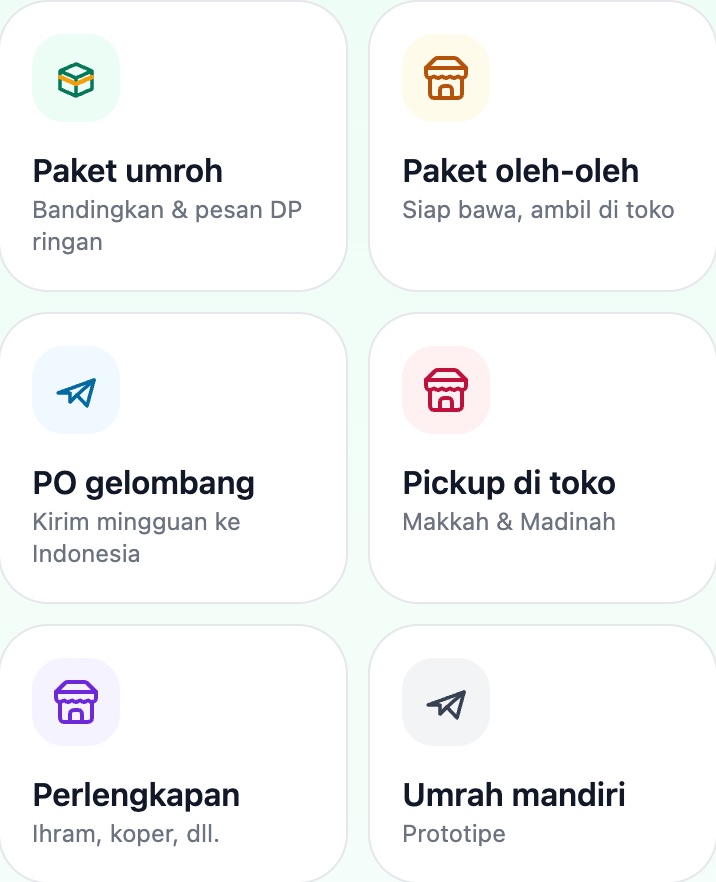 Paket umroh
Bandingkan & pesan DP
ringan
Paket oleh-oleh
Siap bawa, ambil di toko
PO gelombang
Kirim mingguan ke
Indonesia
Pickup di toko
Makkah & Madinah
Perlengkapan
Ihram, koper, dll.
Umrah mandiri
Prototipe